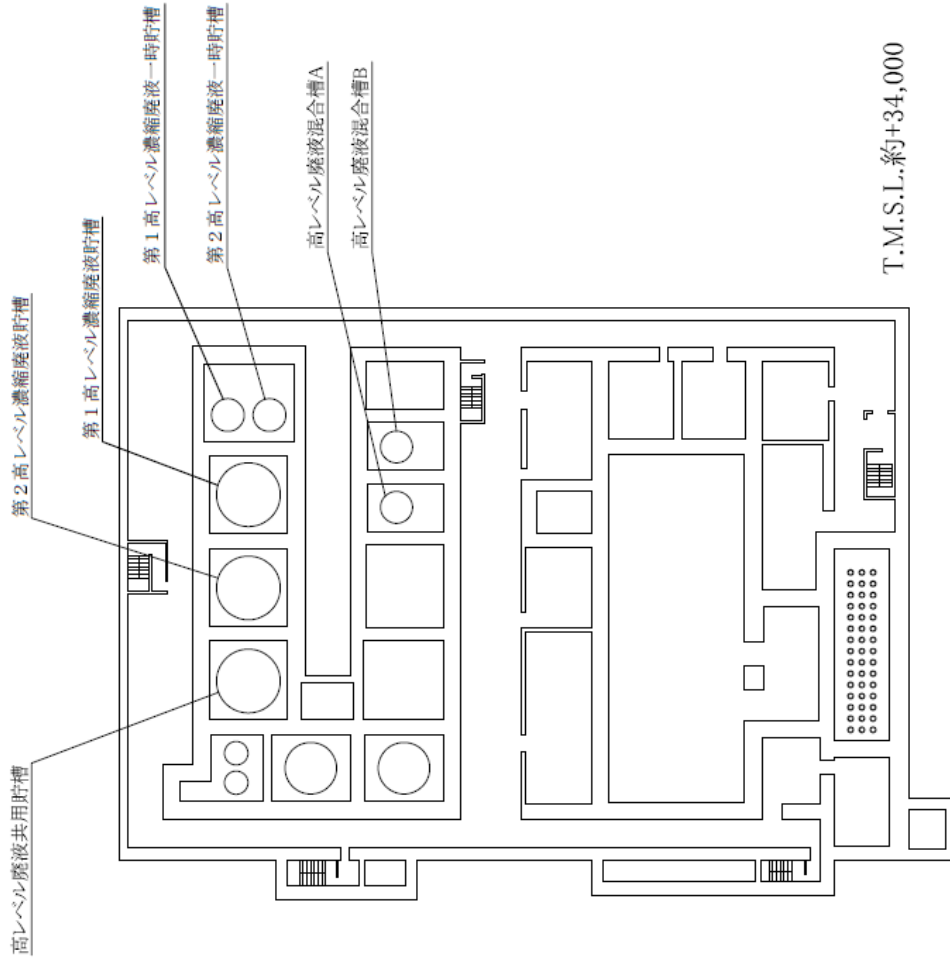 高レベル廃液共用貯槽
第２高レベル濃縮廃液貯槽
第１高レベル濃縮廃液貯槽
第１高レベル濃縮廃液一時貯槽
第２高レベル濃縮廃液一時貯槽
高レベル廃液混合槽A
高レベル廃液混合槽B
T.M.S.L.約+34,000